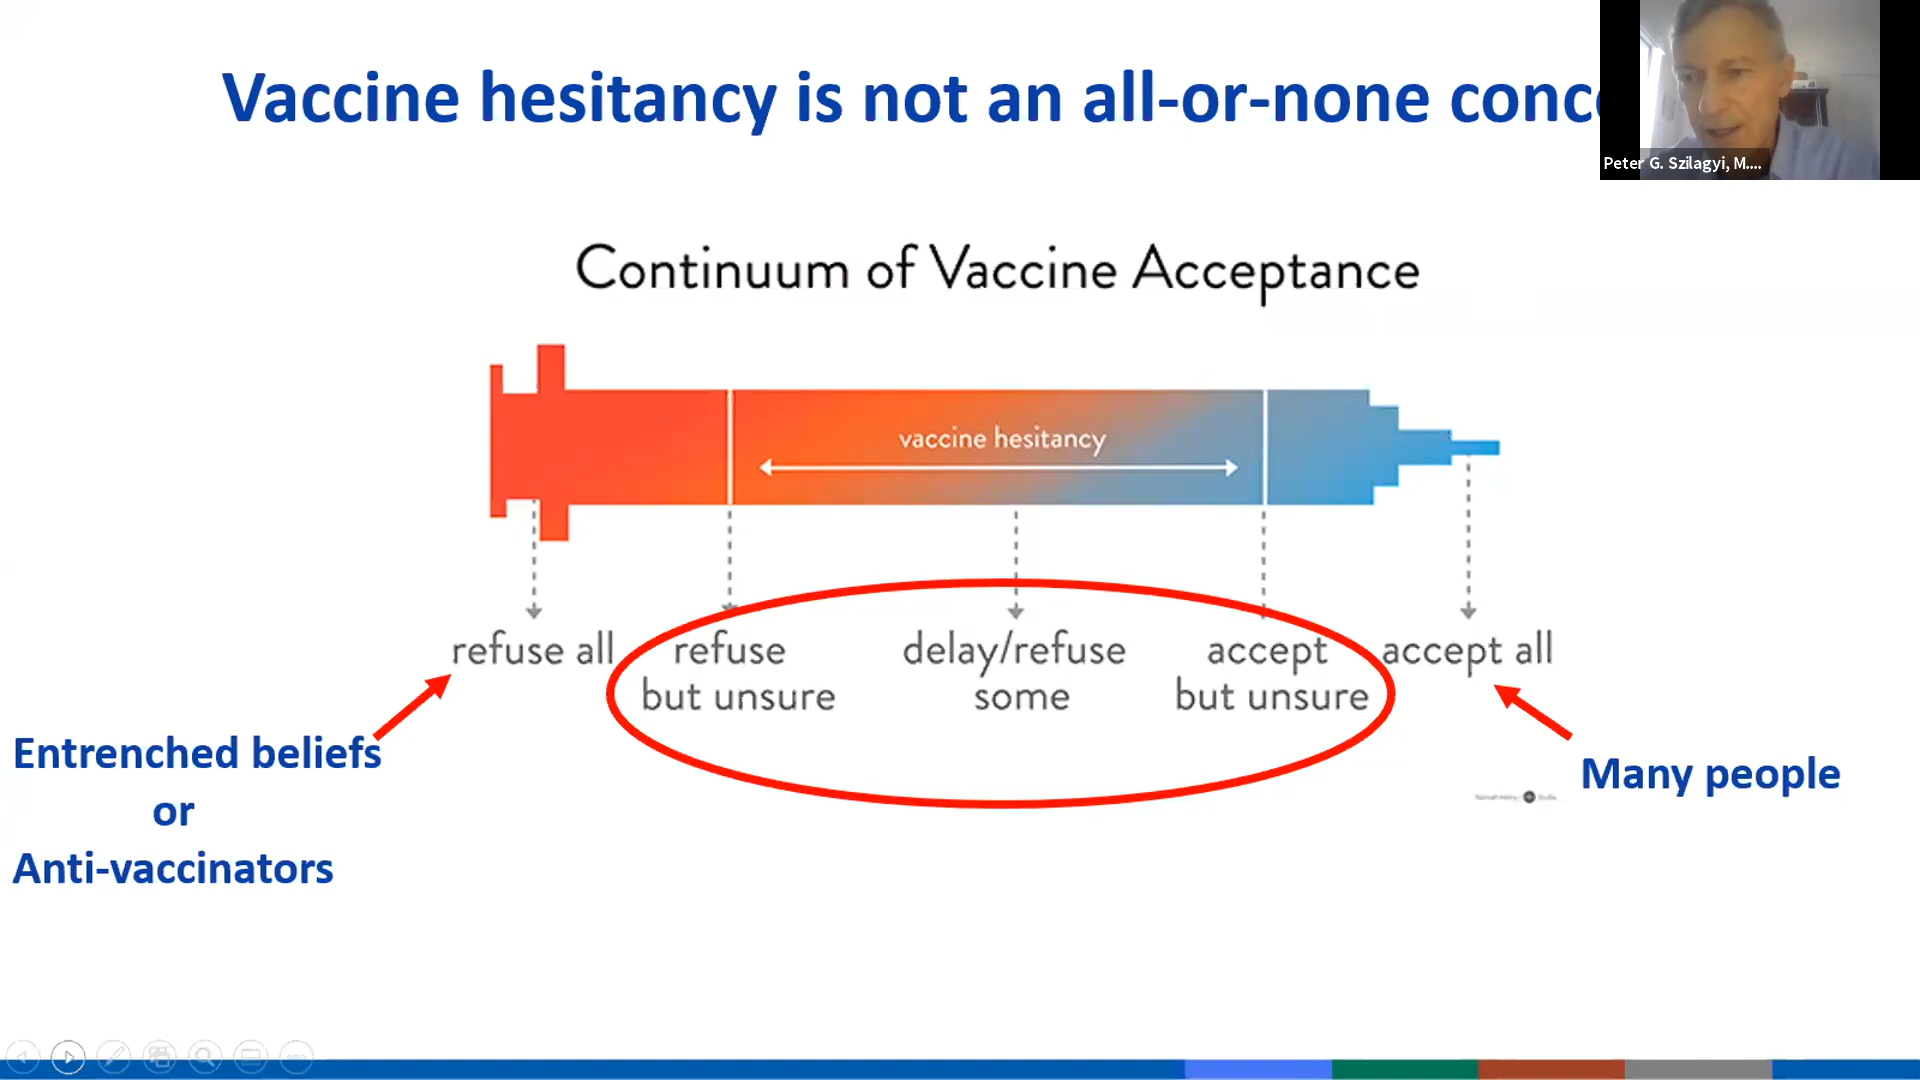 Vaccine hesitancy is not an all-or-none conc
Peter G. Szilagyi, M....
Continuum of Vaccine Acceptance
vaccine hesitancy
refuse all
refuse
but unsure
delay/refuse
some
accept
but unsure
accept all
Entrenched beliefs
or
Anti-vaccinators
Many people